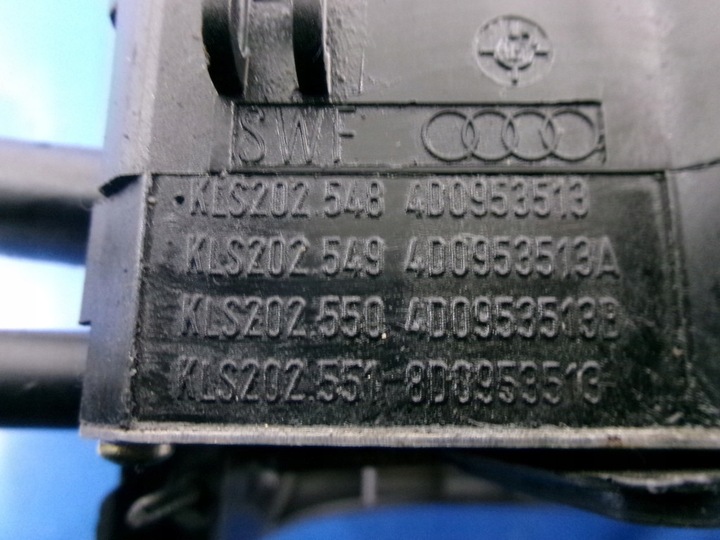 SWF
KLS202.548 4D0953513
KLS202.549 4D0953513A
KLS202.550 4D0953513B
KLS202.551 8D0953513